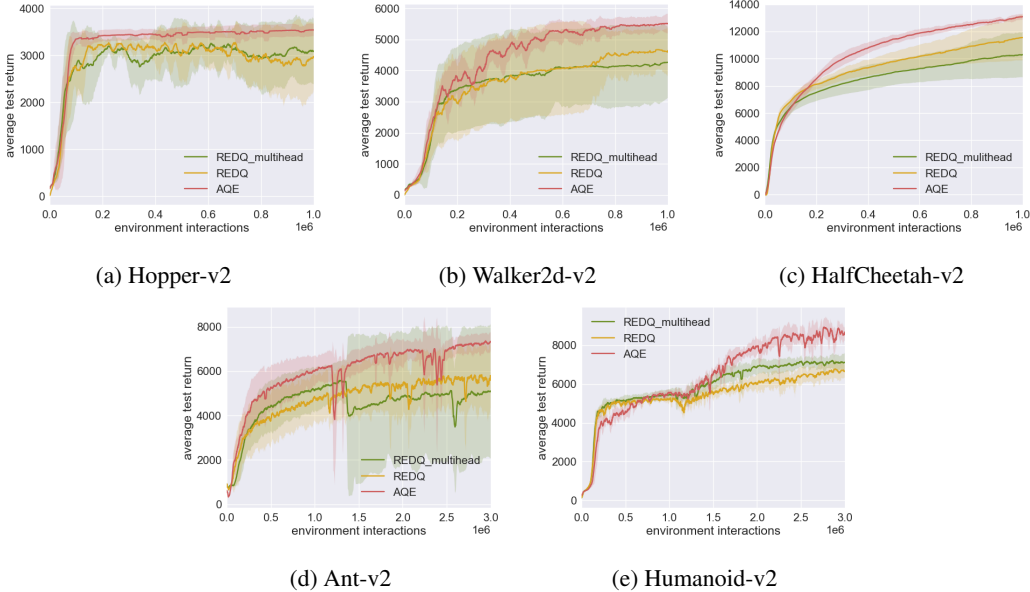 4000
3000
2000
1000
0
average test return
REDQ_multihead
REDQ
AQE
0.0 0.2 0.4 0.6 0.8 1.0
1e6
environment interactions
(a) Hopper-v2
6000
5000
4000
3000
2000
1000
0
average test return
REDQ_multihead
REDQ
AQE
0.0 0.2 0.4 0.6 0.8 1.0
1e6
environment interactions
(b) Walker2d-v2
14000
12000
10000
8000
6000
4000
2000
0
average test return
REDQ_multihead
REDQ
AQE
0.0 0.2 0.4 0.6 0.8 1.0
1e6
environment interactions
(c) HalfCheetah-v2
8000
6000
4000
2000
0
average test return
REDQ_multihead
REDQ
AQE
0.0 0.5 1.0 1.5 2.0 2.5 3.0
1e6
environment interactions
(d) Ant-v2
8000
6000
4000
2000
0
average test return
REDQ_multihead
REDQ
AQE
0.0 0.5 1.0 1.5 2.0 2.5 3.0
1e6
environment interactions
(e) Humanoid-v2